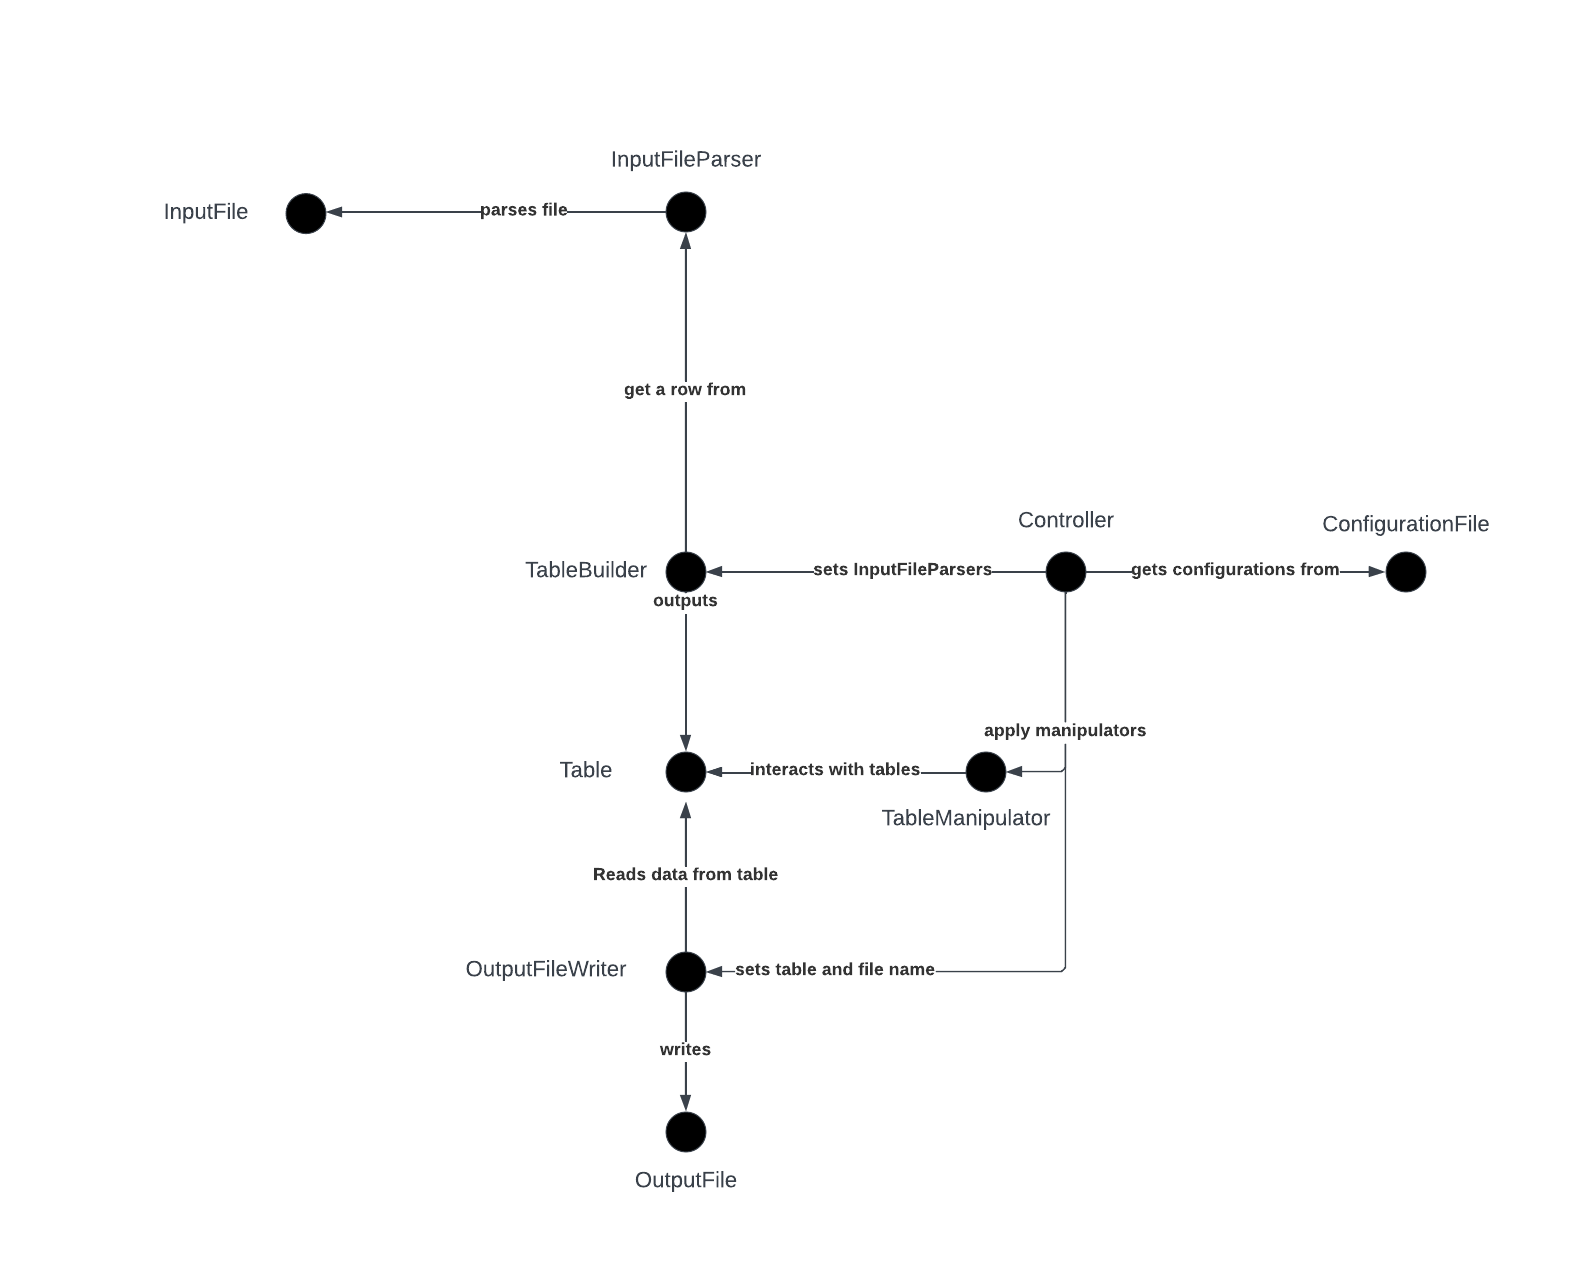 InputFileParser
InputFile
parses file
get a row from
Controller
ConfigurationFile
TableBuilder
sets InputFileParsers
gets configurations from
outputs
apply manipulators
Table
interacts with tables
TableManipulator
Reads data from table
OutputFileWriter
sets table and file name
writes
OutputFile